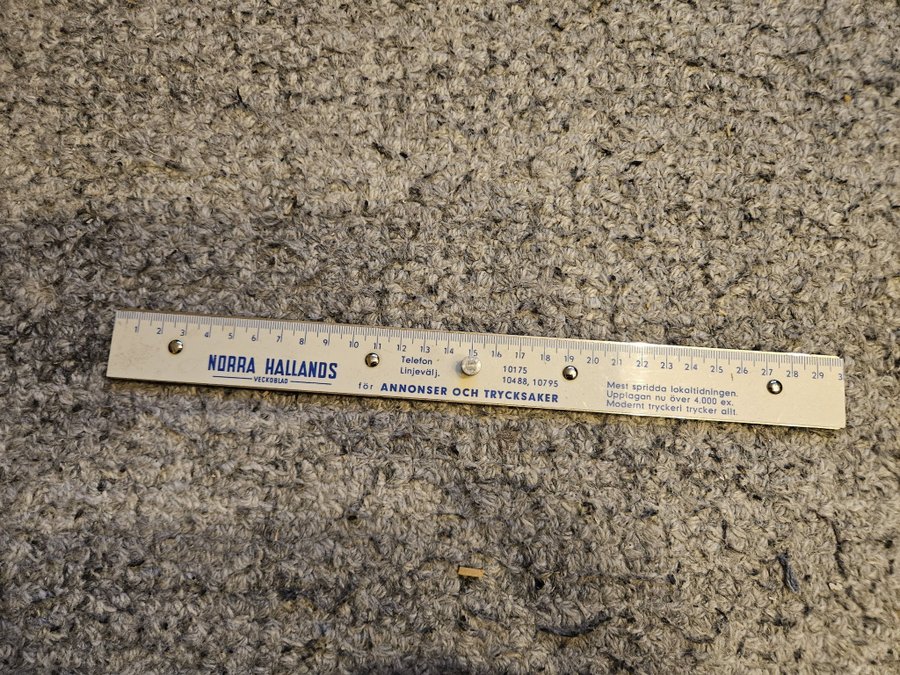 1 2 3 4 5 6 7 8 9 10 11 12 13 14 15 16 17 18 19 20 21 22 23 24 25 26 27 28 29 3
NORRA HALLANDS
VECKOBLAD
Telefon
Linjevälj.
10175
10488, 10795
för ANNONSER OCH TRYCKSAKER
Mest spridda lokaltidningen.
Upplagan nu över 4.000 ex.
Modernt tryckeri trycker allt.